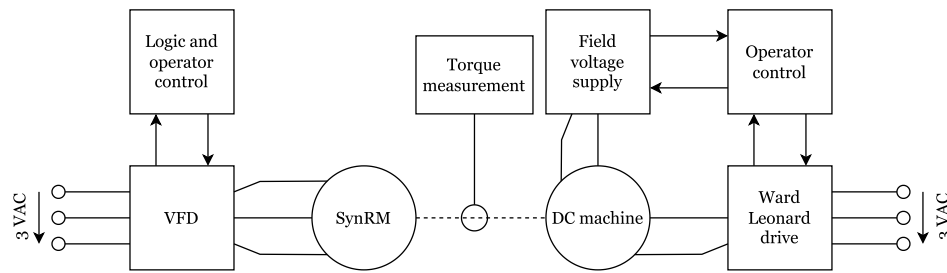 Logic and
operator
control
Torque
measurement
Field
voltage
supply
Operator
control
3 VAC
VFD
SynRM
DC machine
Ward
Leonard
drive
3 VAC